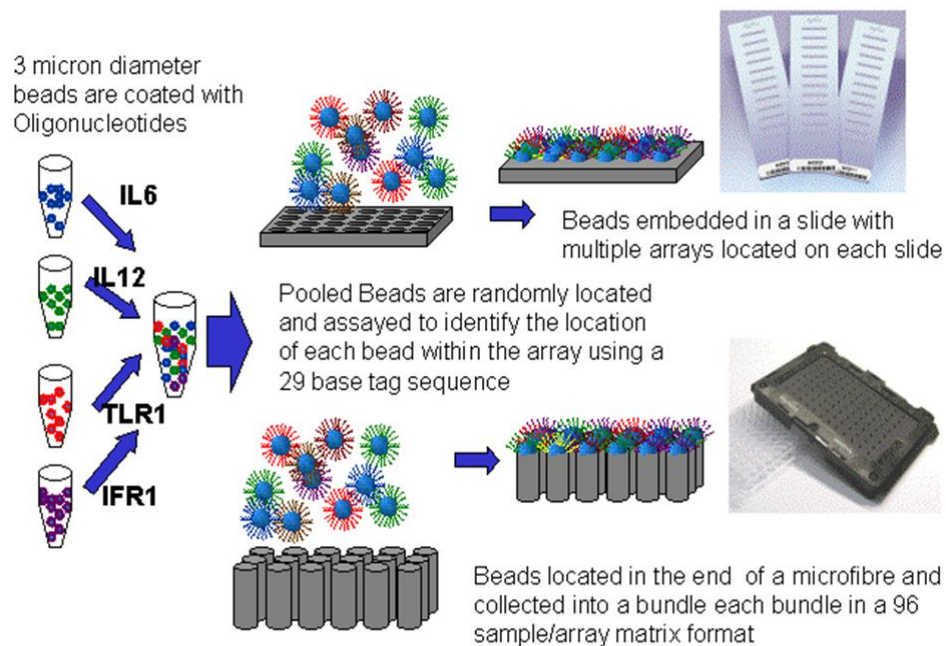 3 micron diameter
beads are coated with
Oligonucleotides
IL6
IL12
TLR1
IFR1
Beads embedded in a slide with
multiple arrays located on each slide
Pooled Beads are randomly located
and assayed to identify the location
of each bead within the array using a
29 base tag sequence
Beads located in the end of a microfibre and
collected into a bundle each bundle in a 96
sample/array matrix format